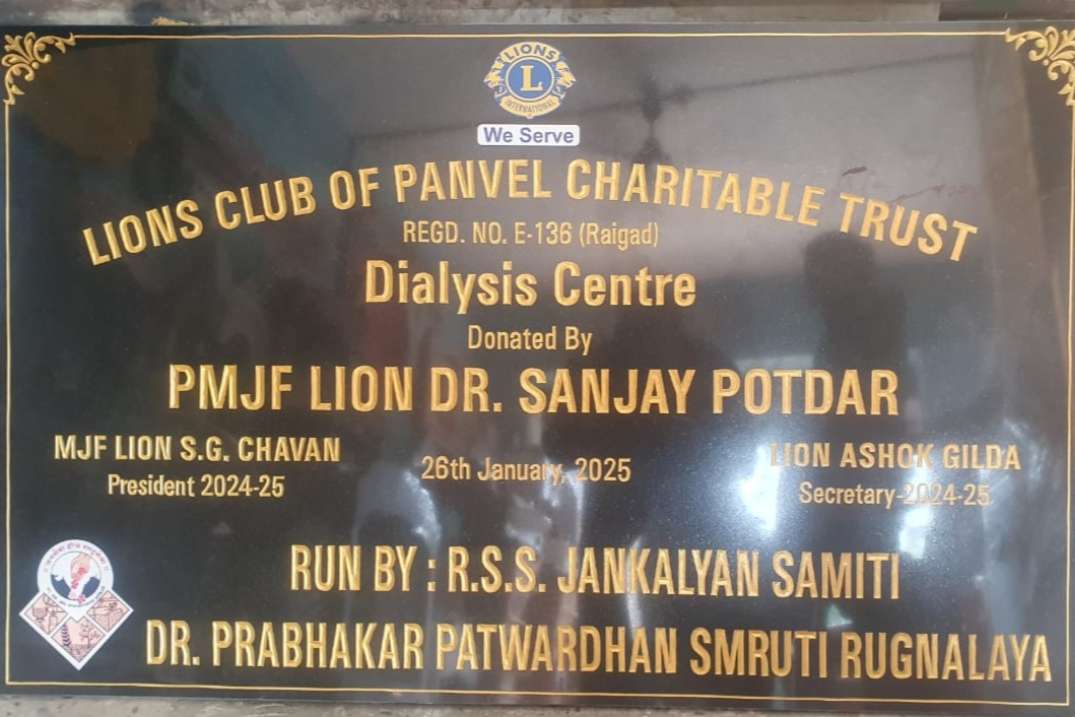 LIONS
L
INTERNATIONAL
We Serve
LIONS CLUB OF PANVEL CHARITABLE TRUST
REGD. NO. E-136 (Raigad)
Dialysis Centre
Donated By
PMJF LION DR. SANJAY POTDAR
MJF LION S.G. CHAVAN
President 2024-25
26th January, 2025
LION ASHOK GILDA
Secretary-2024-25
RUN BY : R.S.S. JANKALYAN SAMITI
DR. PRABHAKAR PATWARDHAN SMRUTI RUGNALAYA